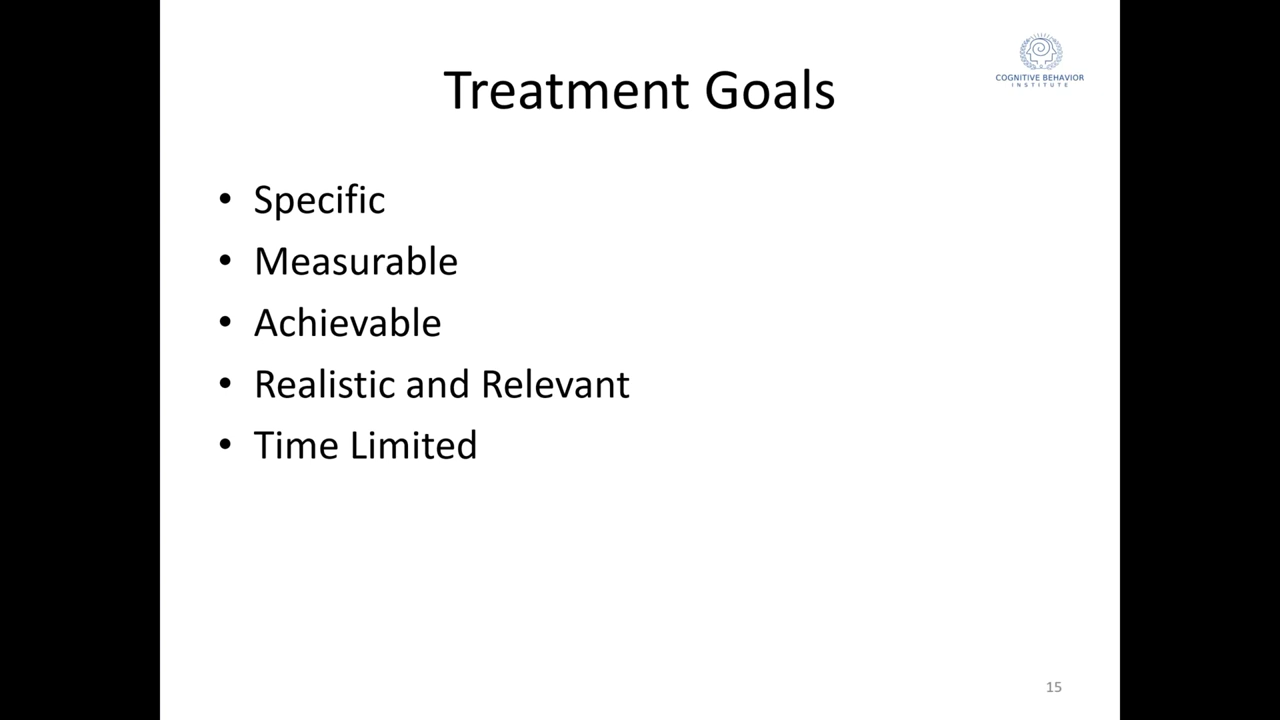 COGNITIVE BEHAVIOR
INSTITUTE
Treatment Goals
• Specific
• Measurable
• Achievable
• Realistic and Relevant
• Time Limited
15